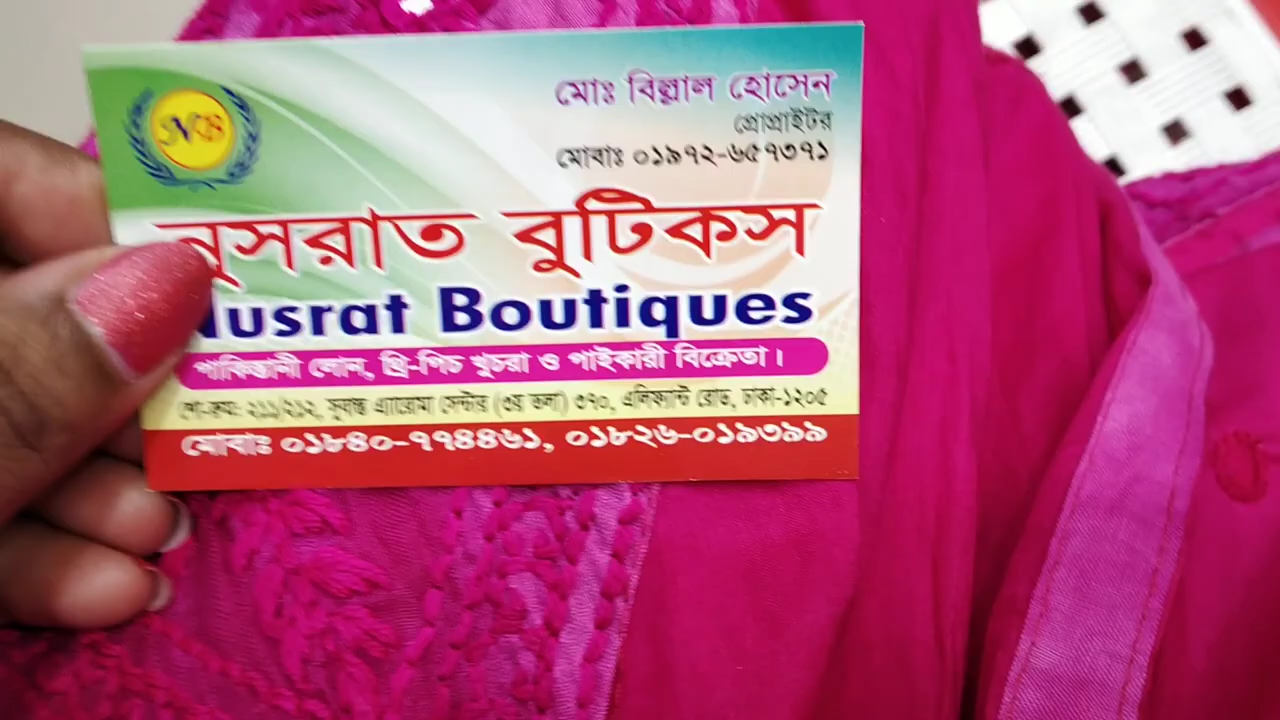 NB
মোঃ বিল্লাল হোসেন
প্রোপ্রাইটর
মোবাঃ ০১৯৭২-৬৫৭৩৭১
নুসরাত বুটিকস
Nusrat Boutiques
পাকিস্তানী লোন, থ্রি-পিচ খুচরা ও পাইকারী বিক্রেতা।
শো-রুমঃ ২১১/২১২, সুবাস্তু এ্যারোমা সেন্টার (৩য় তলা) ৩৭০, এলিফ্যান্ট রোড, ঢাকা-১২০৫
মোবাঃ ০১৮৪০-৭৭৪৪৬১, ০১৮২৬-০১৯৩৯৯